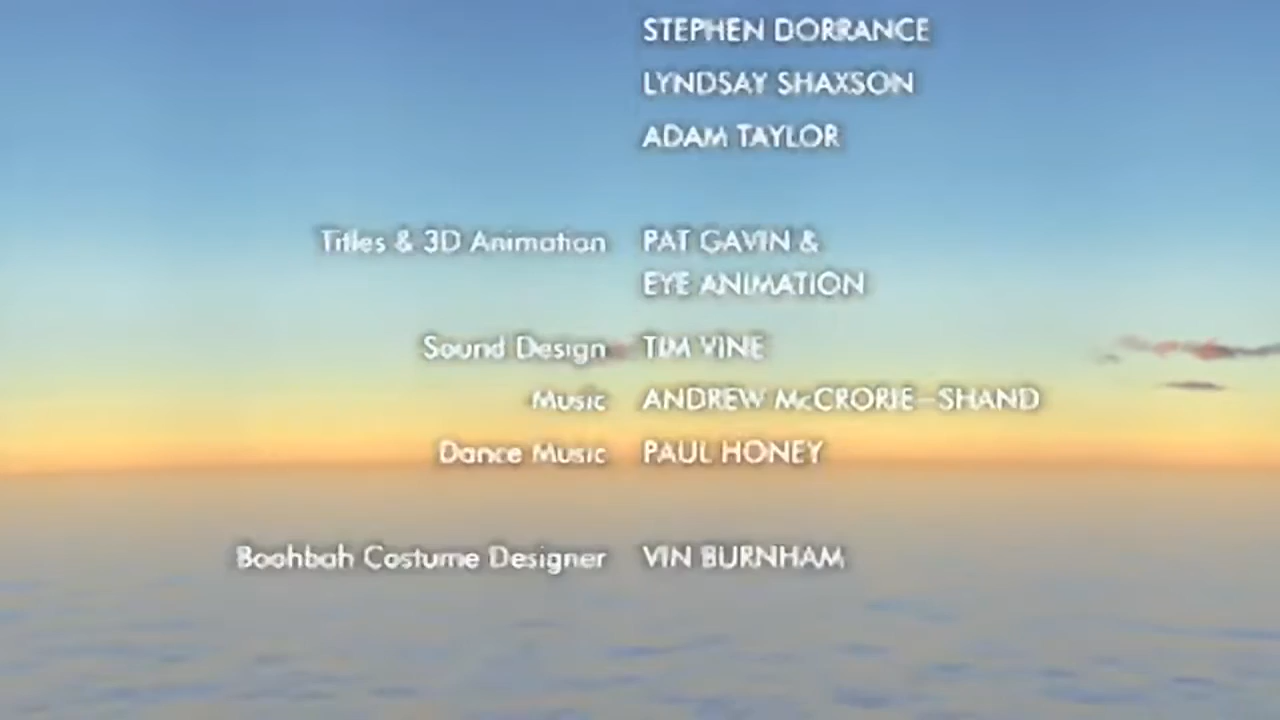 STEPHEN DORRANCE
LYNDSAY SHAXSON
ADAM TAYLOR
Titles & 3D Animation PAT GAVIN &
EYE ANIMATION
Sound Design TIM VINE
Music ANDREW McCRORIE-SHAND
Dance Music PAUL HONEY
Boohbah Costume Designer VIN BURNHAM